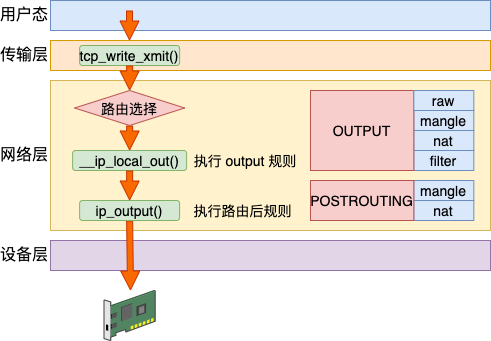 用户态
传输层
tcp_write_xmit()
路由选择
网络层
__ip_local_out()
执行 output 规则
ip_output()
执行路由后规则
OUTPUT
raw
mangle
nat
filter
POSTROUTING
mangle
nat
设备层